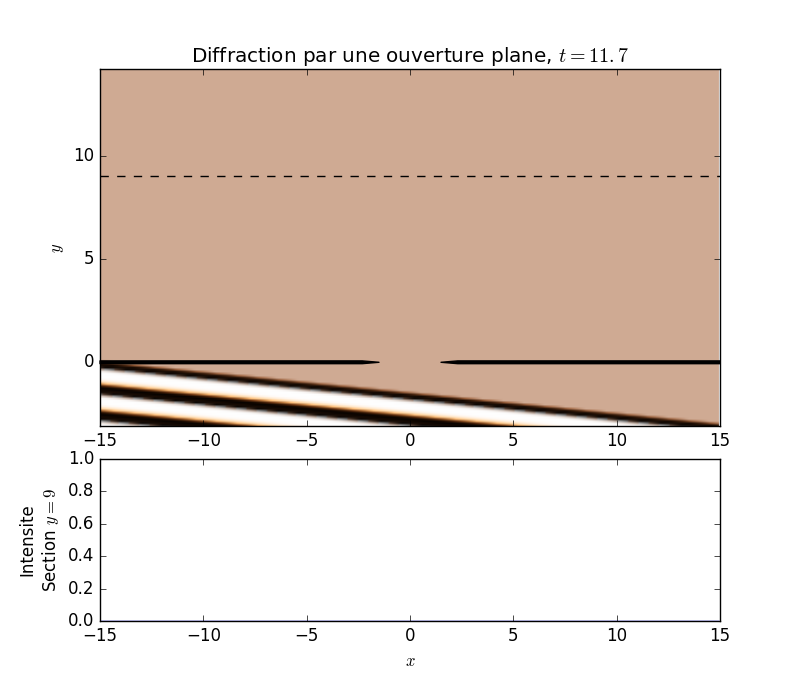 Diffraction par une ouverture plane, t = 11.7
10
5
0
y
−15 −10 −5 0 5 10 15
1.0
0.8
0.6
0.4
0.2
0.0
Intensite
Section y = 9
−15 −10 −5 0 5 10 15
x